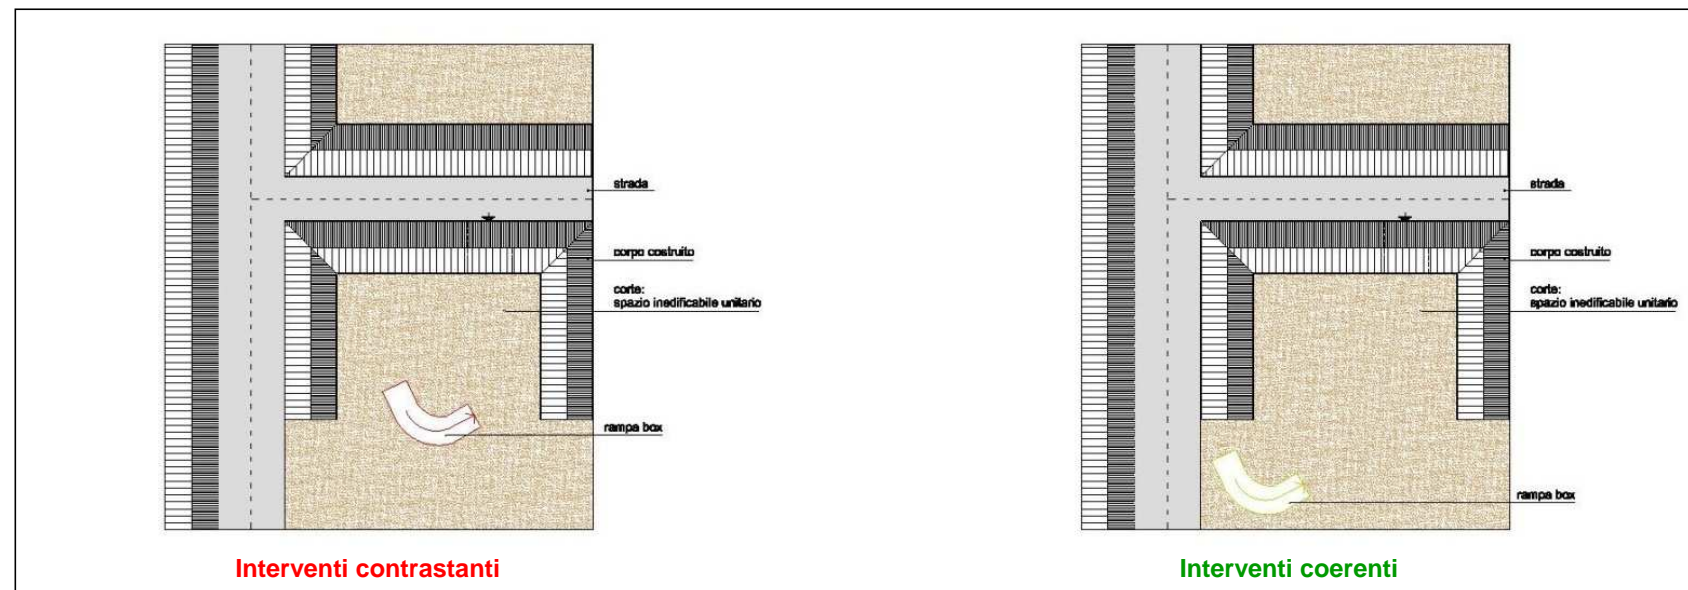 strada
corpo costruito
corte:
spazio inedificabile unitario
rampa box
Interventi contrastanti
strada
corpo costruito
corte:
spazio inedificabile unitario
rampa box
Interventi coerenti